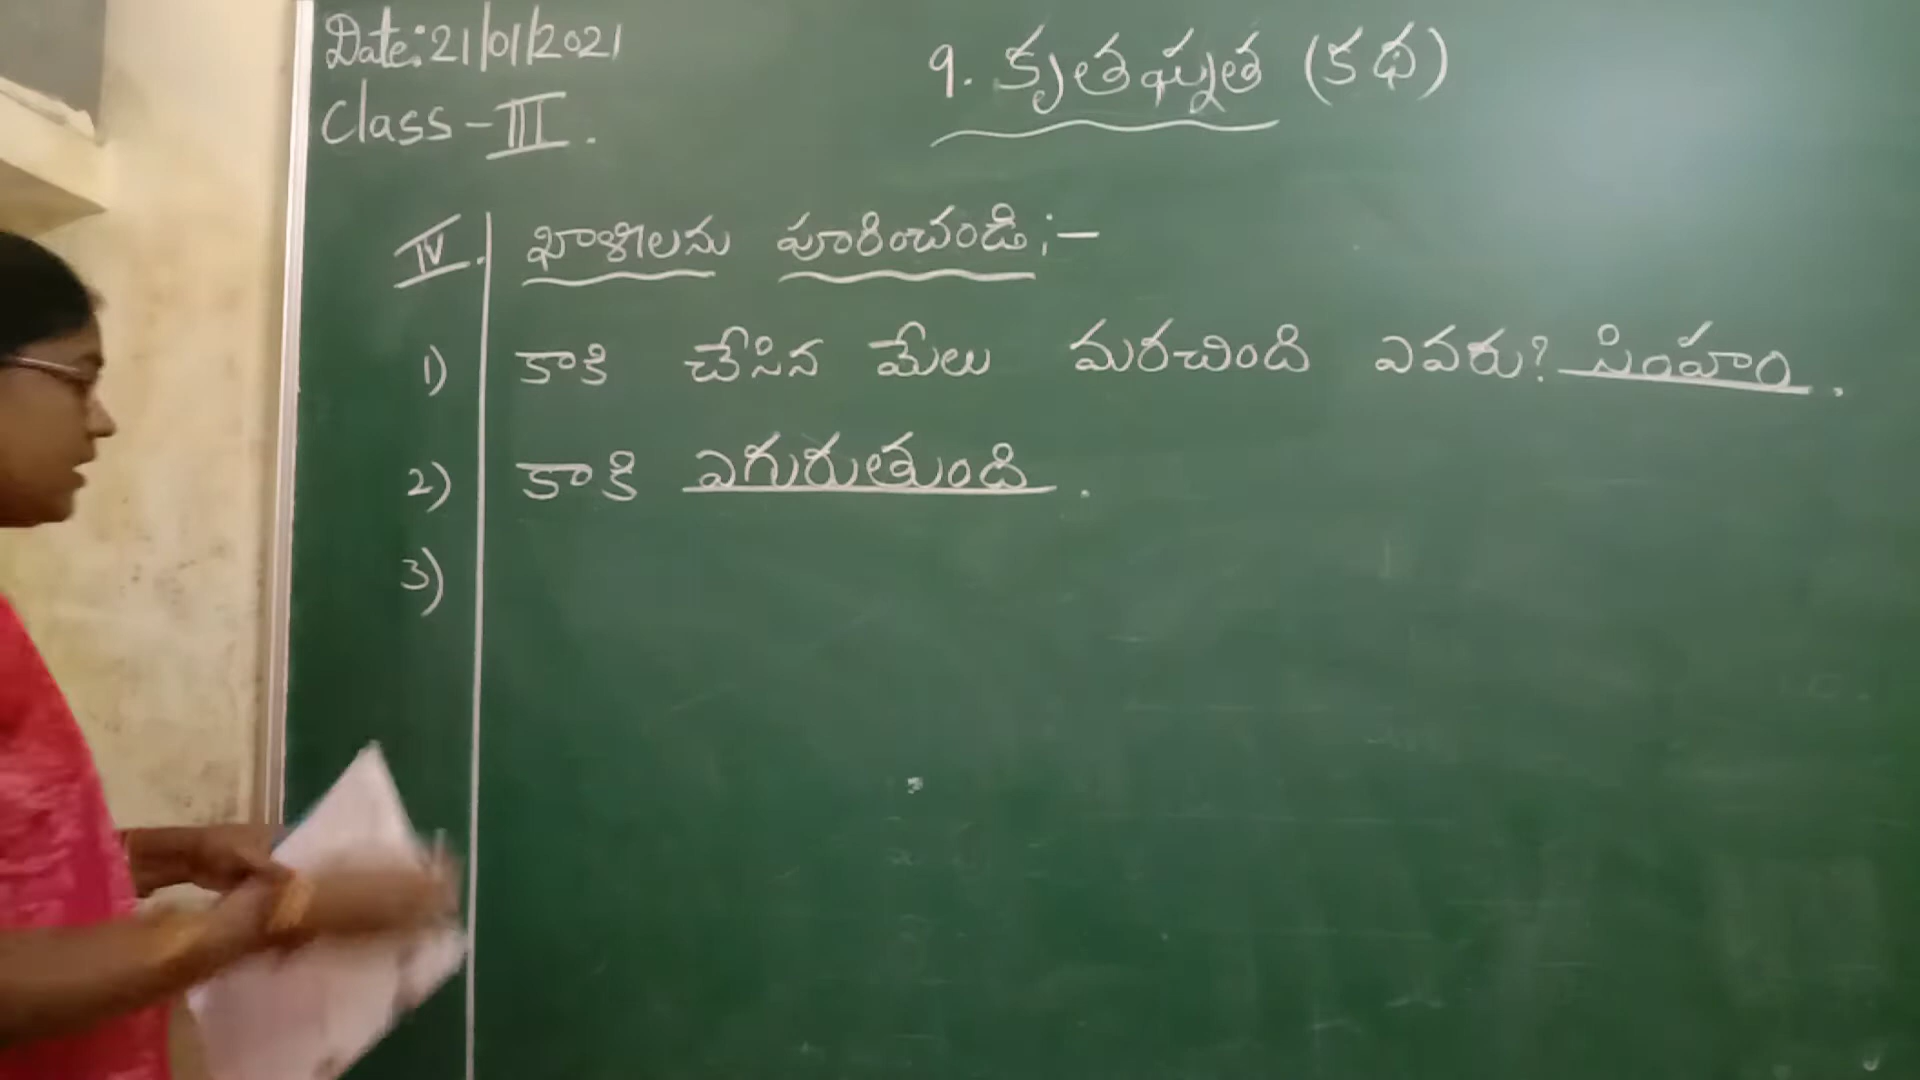 Date: 21/01/2021
Class - III.
9. కృతఘ్నత (కథ)
IV. ఖాళీలను పూరించండి :-
1) కాకి చేసిన మేలు మరచింది ఎవరు? సింహం.
2) కాకి ఎగురుతుంది.
3)